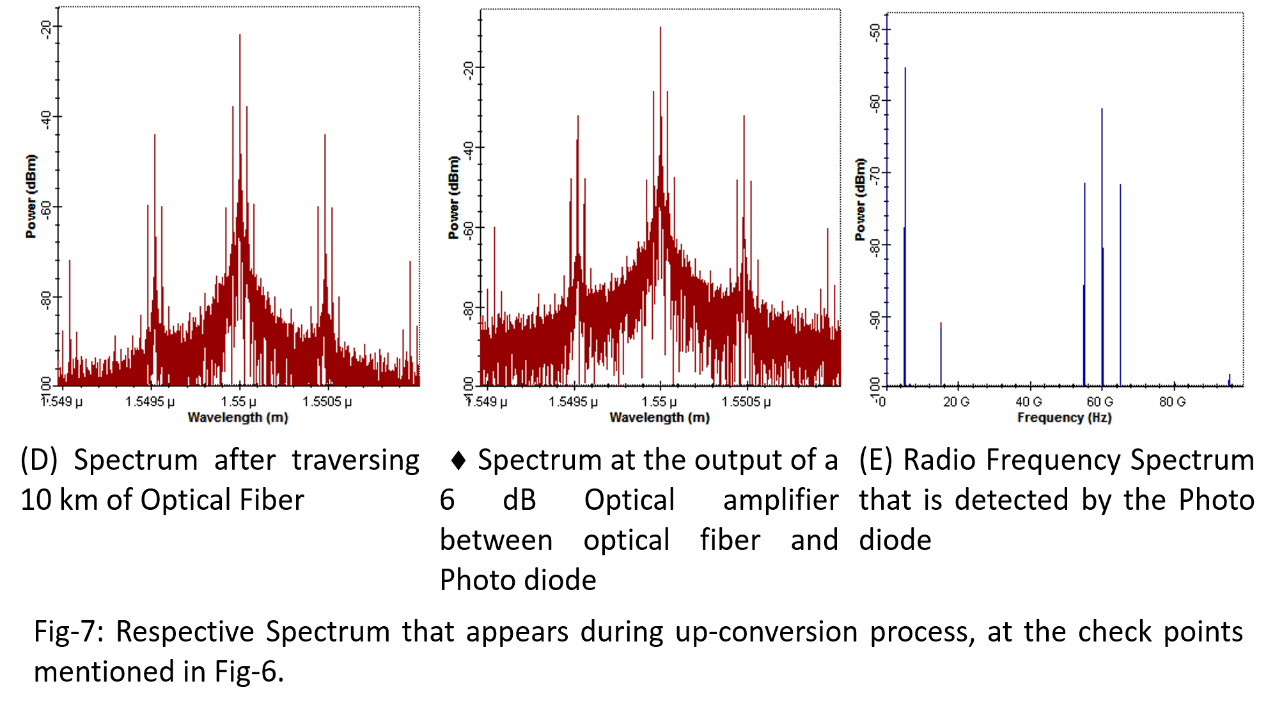 -20
-40
-60
-80
-100
Power (dBm)
1.549 µ 1.5495 µ 1.55 µ 1.5505 µ
Wavelength (m)
-20
-40
-60
-80
-100
Power (dBm)
1.549 µ 1.5495 µ 1.55 µ 1.5505 µ
Wavelength (m)
-50
-60
-70
-80
-90
-100
Power (dBm)
0 20 G 40 G 60 G 80 G
Frequency (Hz)
(D) Spectrum after traversing
10 km of Optical Fiber
♦ Spectrum at the output of a
6 dB Optical amplifier
between optical fiber and
Photo diode
(E) Radio Frequency Spectrum
that is detected by the Photo
diode
Fig-7: Respective Spectrum that appears during up-conversion process, at the check points
mentioned in Fig-6.